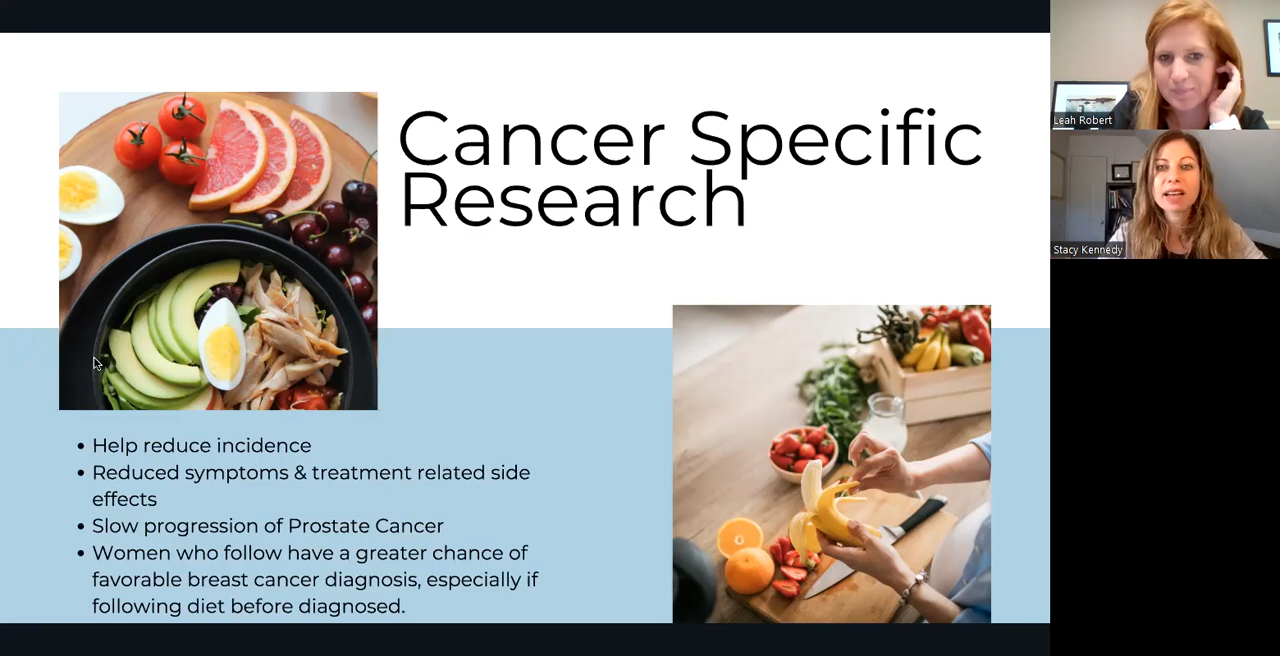 Cancer Specific
Research
Help reduce incidence
Reduced symptoms & treatment related side
effects
Slow progression of Prostate Cancer
Women who follow have a greater chance of
favorable breast cancer diagnosis, especially if
following diet before diagnosed.
Leah Robert
Stacy Kennedy